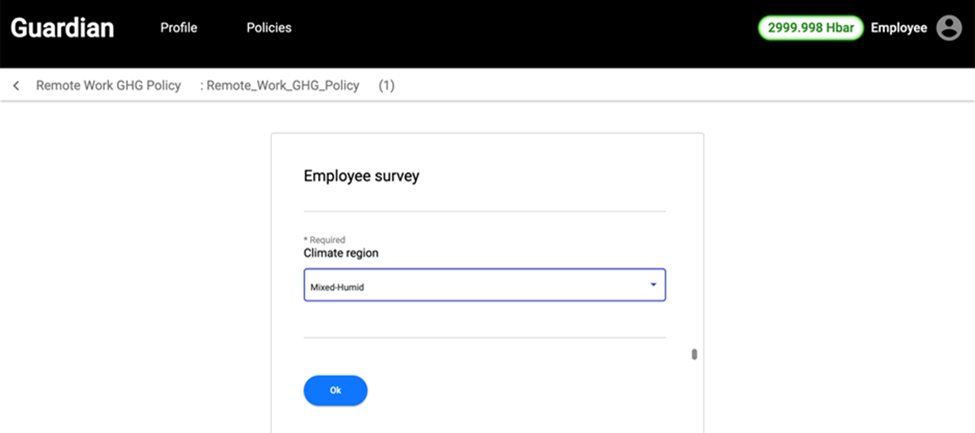 Guardian Profile Policies 2999.998 Hbar Employee
Remote Work GHG Policy : Remote_Work_GHG_Policy (1)
Employee survey
* Required
Climate region
Mixed-Humid
Ok